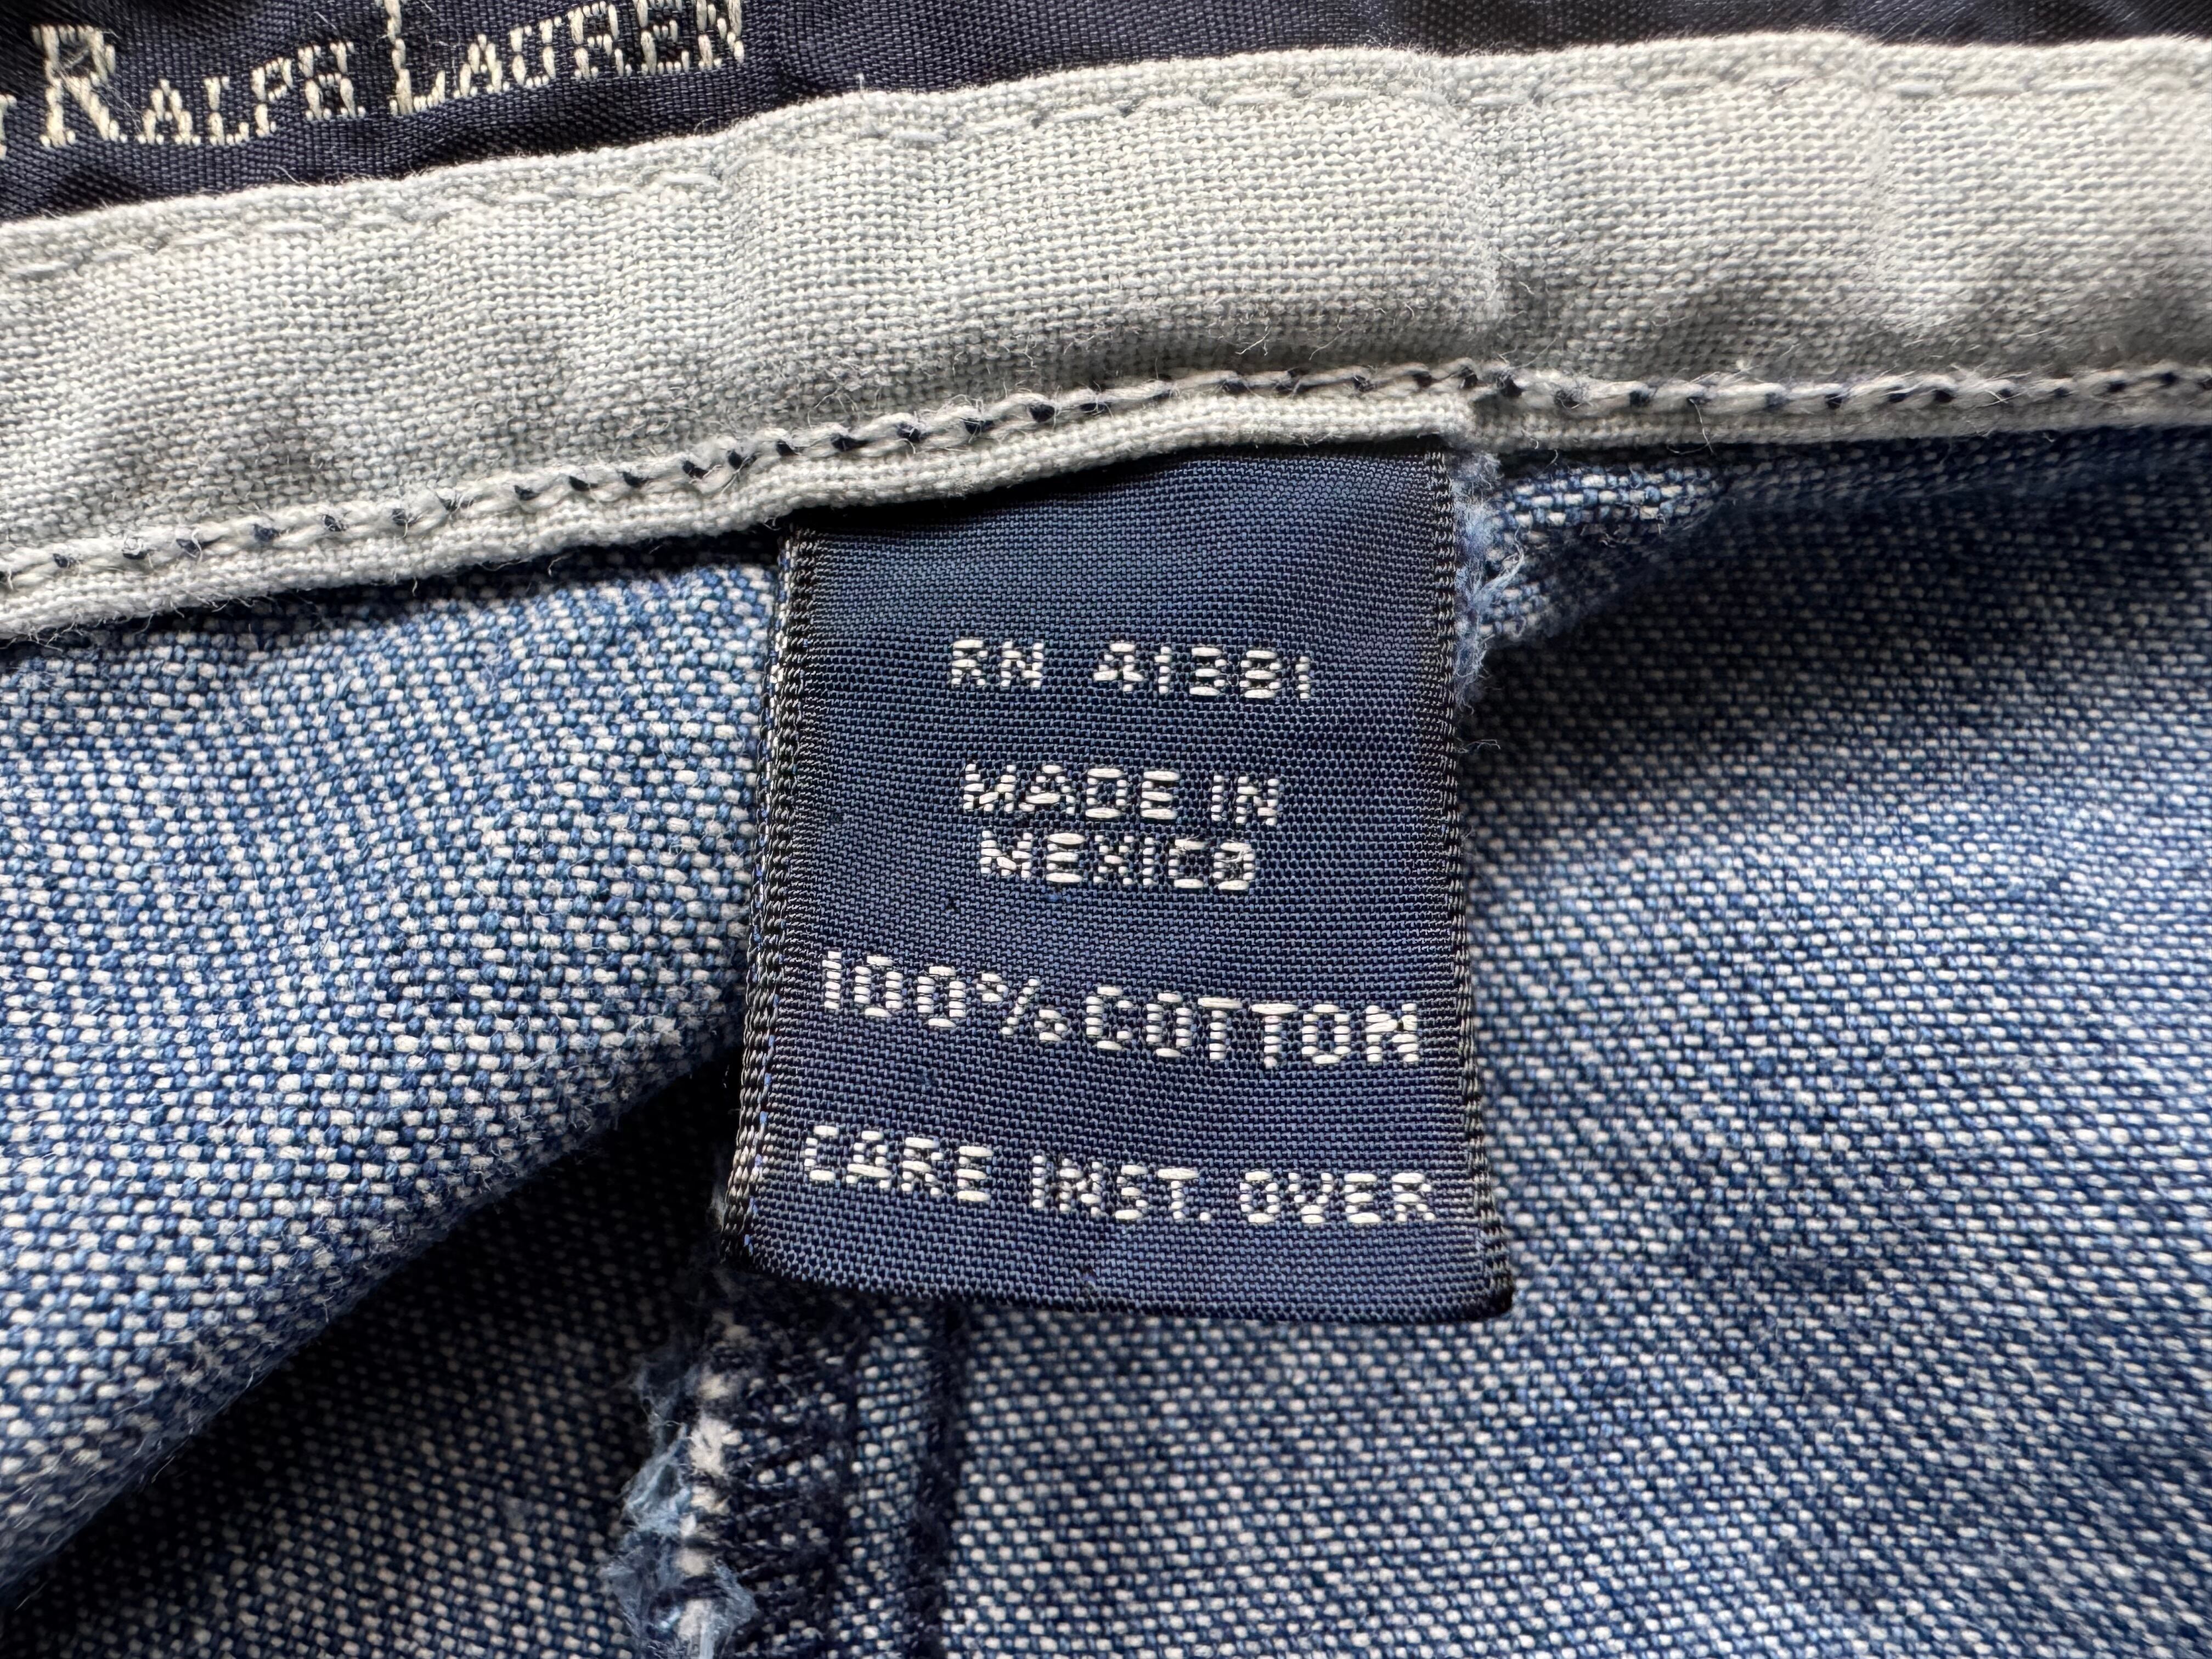 RALPH LAUREN
RN 41381
MADE IN
MEXICO
100% COTTON
CARE INST. OVER